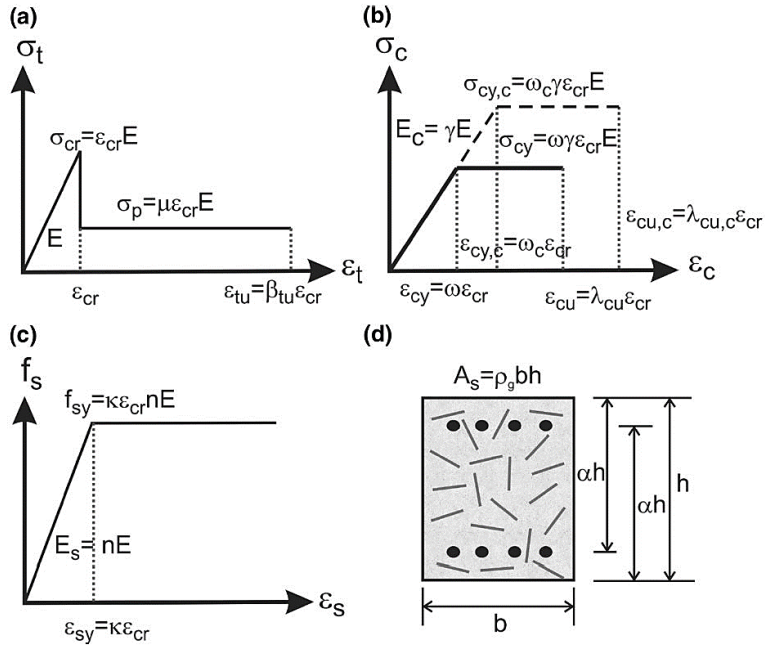 (a)
σt
σcr=εcrE
σp=μεcrE
E
εt
εcr
εtu=βtuεcr
(b)
σc
σcy,c=ωcγεcrE
Ec= γE
σcy=ωγεcrE
εcu,c=λcu,cεcr
εcy,c=ωcεcr
εc
εcy=ωεcr
εcu=λcuεcr
(c)
fs
fsy=κεcrnE
Es= nE
εs
εsy=κεcr
(d)
As=ρgbh
αh
αh
h
b